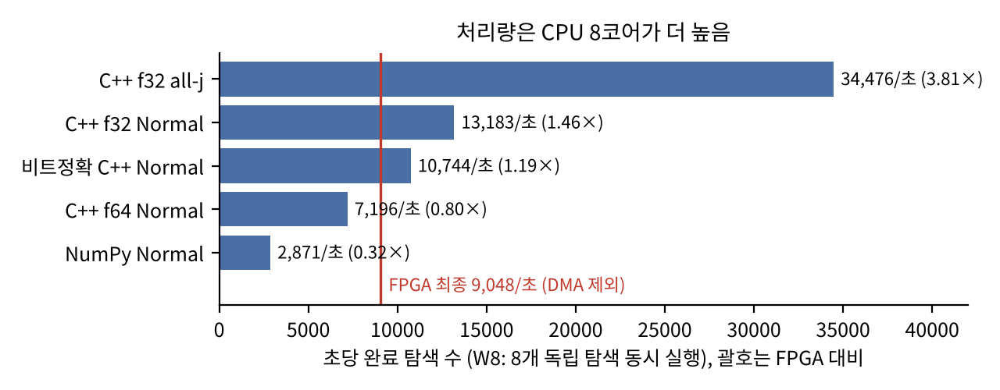 처리량은 CPU 8코어가 더 높음
C++ f32 all-j
34,476/초 (3.81×)
C++ f32 Normal
13,183/초 (1.46×)
비트정확 C++ Normal
10,744/초 (1.19×)
C++ f64 Normal
7,196/초 (0.80×)
NumPy Normal
2,871/초 (0.32×)
FPGA 최종 9,048/초 (DMA 제외)
0 5000 10000 15000 20000 25000 30000 35000 40000
초당 완료 탐색 수 (W8: 8개 독립 탐색 동시 실행), 괄호는 FPGA 대비